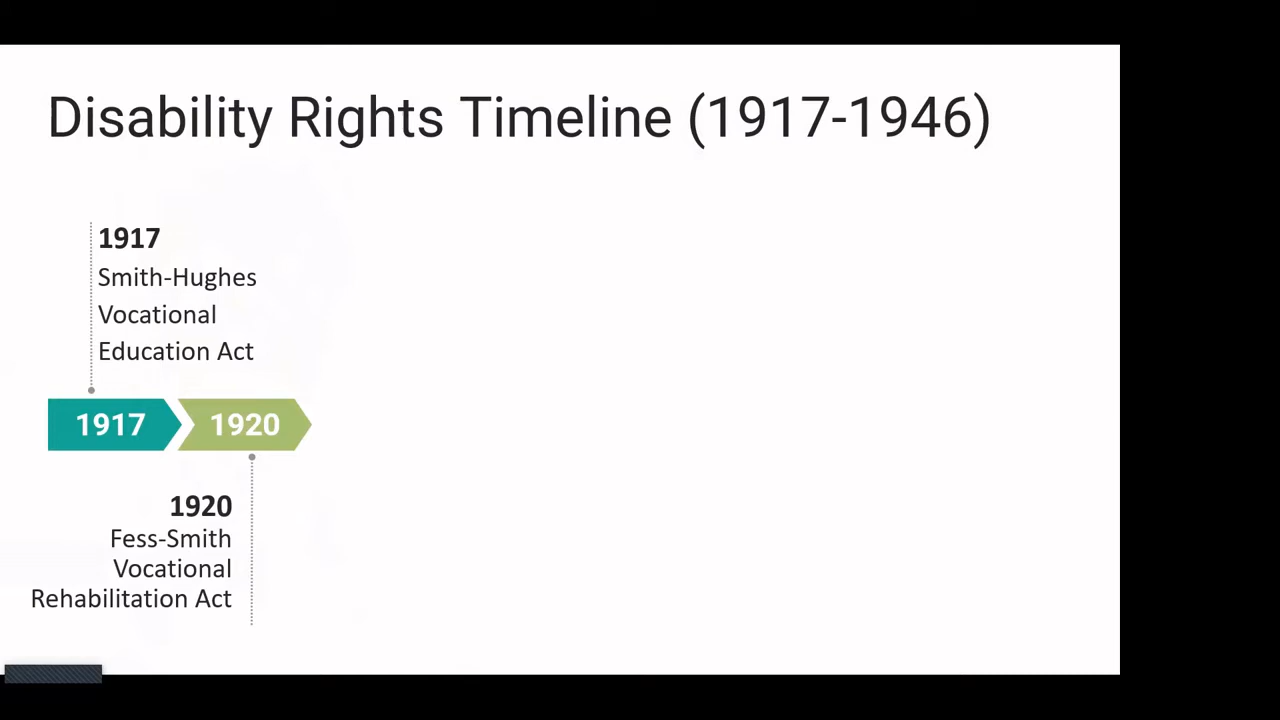 Disability Rights Timeline (1917-1946)
1917
Smith-Hughes
Vocational
Education Act
1917
1920
1920
Fess-Smith
Vocational
Rehabilitation Act